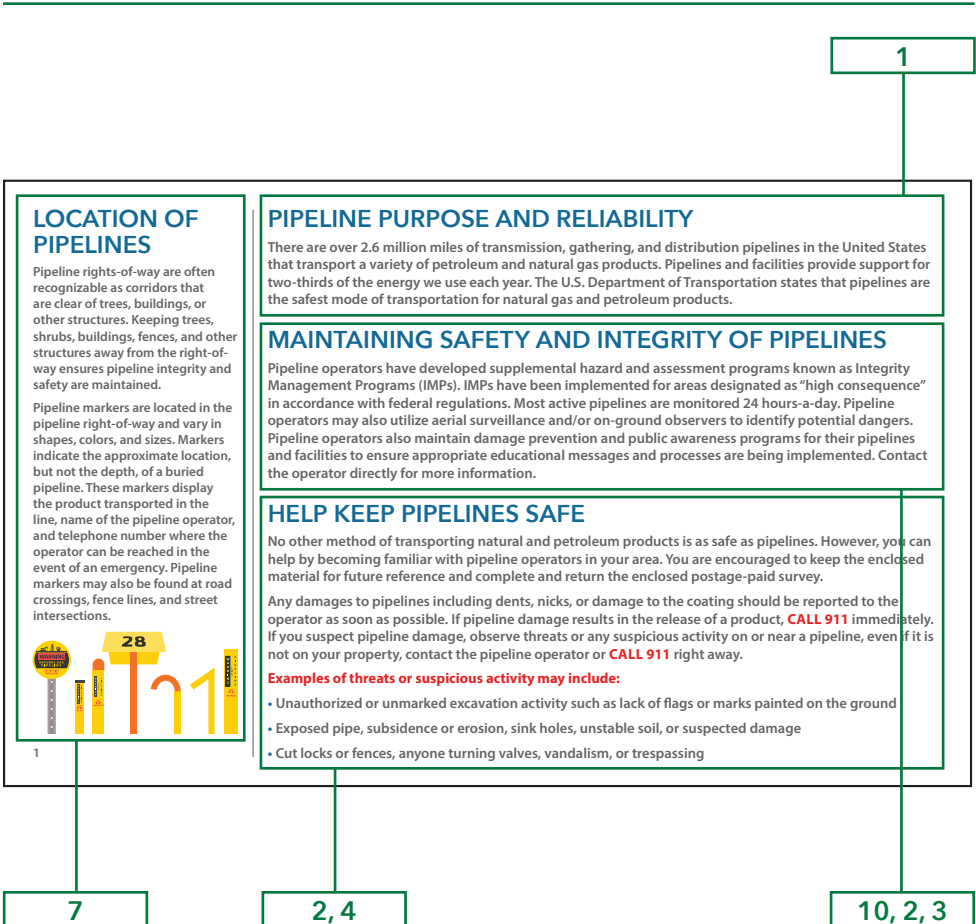 1
LOCATION OF
PIPELINES
Pipeline rights-of-way are often
recognizable as corridors that
are clear of trees, buildings, or
other structures. Keeping trees,
shrubs, buildings, fences, and other
structures away from the right-of-
way ensures pipeline integrity and
safety are maintained.
Pipeline markers are located in the
pipeline right-of-way and vary in
shapes, colors, and sizes. Markers
indicate the approximate location,
but not the depth, of a buried
pipeline. These markers display
the product transported in the
line, name of the pipeline operator,
and telephone number where the
operator can be reached in the
event of an emergency. Pipeline
markers may also be found at road
crossings, fence lines, and street
intersections.
WARNING
28
1
PIPELINE PURPOSE AND RELIABILITY
There are over 2.6 million miles of transmission, gathering, and distribution pipelines in the United States
that transport a variety of petroleum and natural gas products. Pipelines and facilities provide support for
two-thirds of the energy we use each year. The U.S. Department of Transportation states that pipelines are
the safest mode of transportation for natural gas and petroleum products.
MAINTAINING SAFETY AND INTEGRITY OF PIPELINES
Pipeline operators have developed supplemental hazard and assessment programs known as Integrity
Management Programs (IMPs). IMPs have been implemented for areas designated as “high consequence”
in accordance with federal regulations. Most active pipelines are monitored 24 hours-a-day. Pipeline
operators may also utilize aerial surveillance and/or on-ground observers to identify potential dangers.
Pipeline operators also maintain damage prevention and public awareness programs for their pipelines
and facilities to ensure appropriate educational messages and processes are being implemented. Contact
the operator directly for more information.
HELP KEEP PIPELINES SAFE
No other method of transporting natural and petroleum products is as safe as pipelines. However, you can
help by becoming familiar with pipeline operators in your area. You are encouraged to keep the enclosed
material for future reference and complete and return the enclosed postage-paid survey.
Any damages to pipelines including dents, nicks, or damage to the coating should be reported to the
operator as soon as possible. If pipeline damage results in the release of a product, CALL 911 immediately.
If you suspect pipeline damage, observe threats or any suspicious activity on or near a pipeline, even if it is
not on your property, contact the pipeline operator or CALL 911 right away.
Examples of threats or suspicious activity may include:
• Unauthorized or unmarked excavation activity such as lack of flags or marks painted on the ground
• Exposed pipe, subsidence or erosion, sink holes, unstable soil, or suspected damage
• Cut locks or fences, anyone turning valves, vandalism, or trespassing
7
2, 4
10, 2, 3